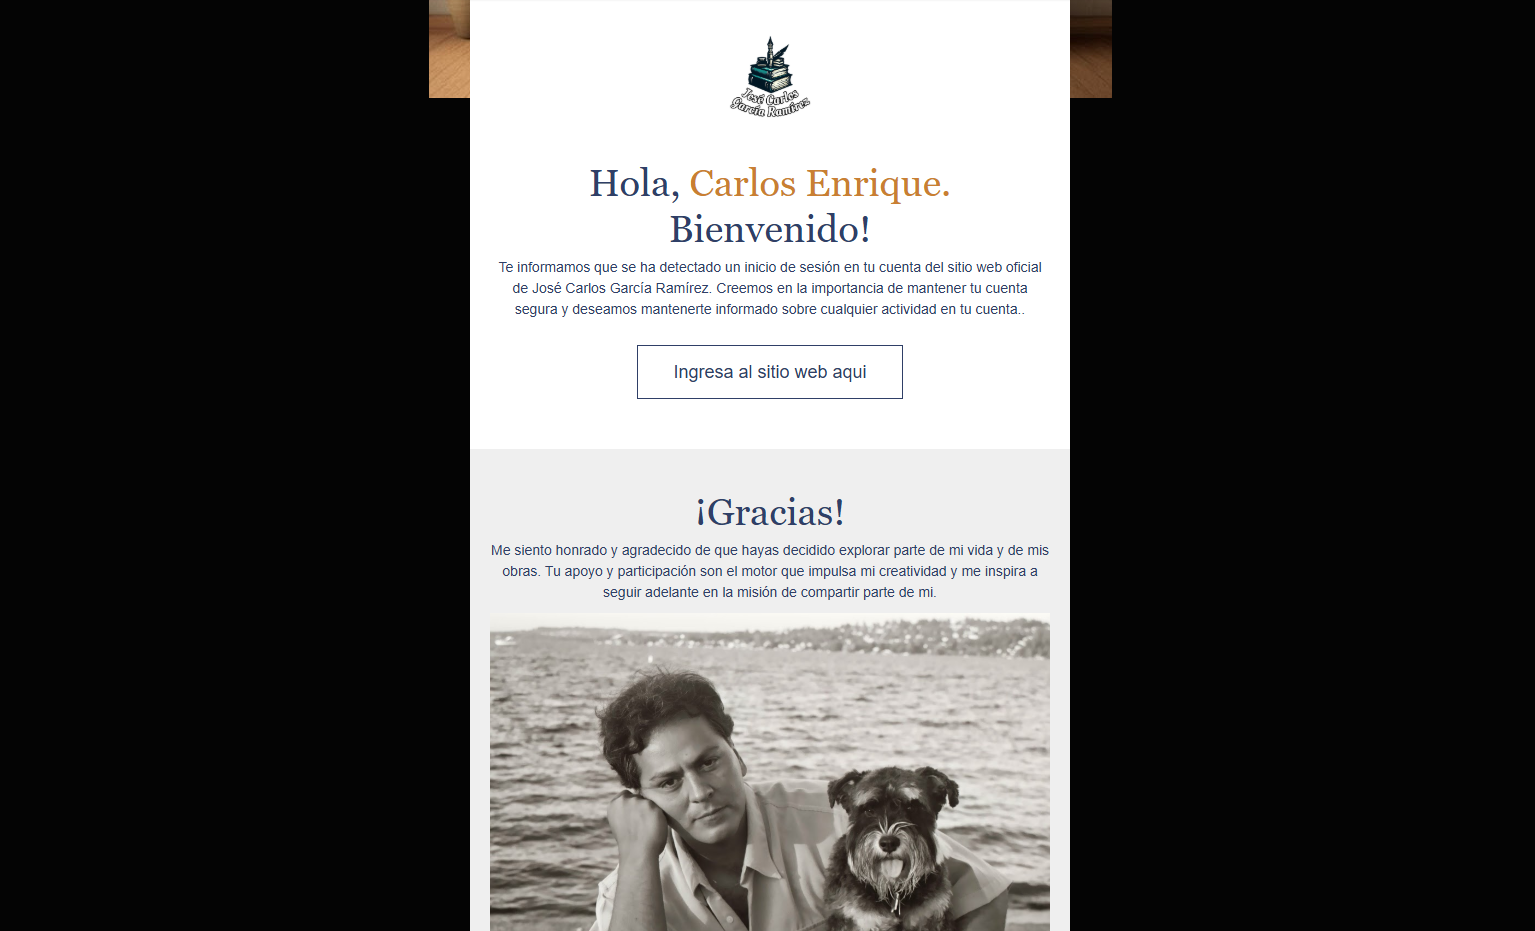 José Carlos
García Ramírez
Hola, Carlos Enrique.
Bienvenido!
Te informamos que se ha detectado un inicio de sesión en tu cuenta del sitio web oficial
de José Carlos García Ramírez. Creemos en la importancia de mantener tu cuenta
segura y deseamos mantenerte informado sobre cualquier actividad en tu cuenta..
Ingresa al sitio web aqui
¡Gracias!
Me siento honrado y agradecido de que hayas decidido explorar parte de mi vida y de mis
obras. Tu apoyo y participación son el motor que impulsa mi creatividad y me inspira a
seguir adelante en la misión de compartir parte de mi.